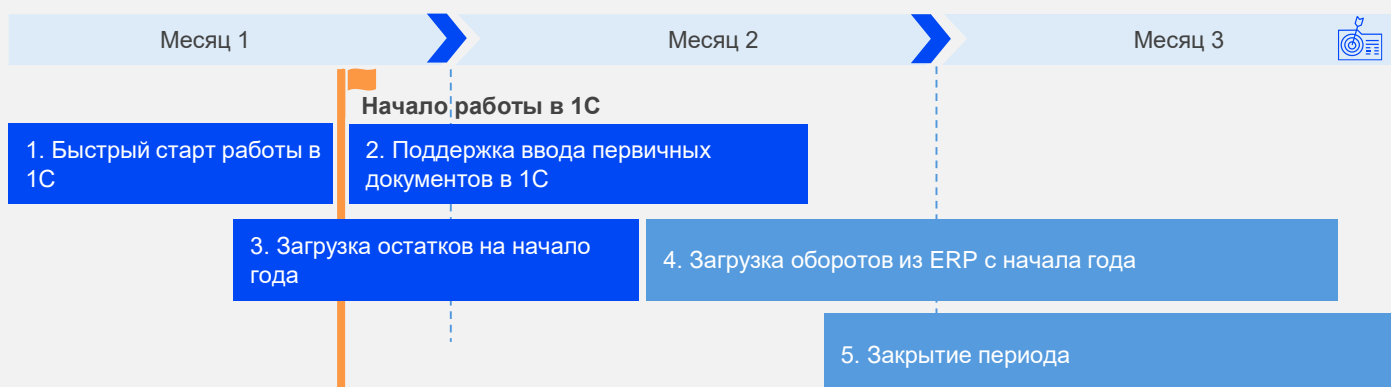 Месяц 1
Месяц 2
Месяц 3
Начало работы в 1С
1. Быстрый старт работы в
1С
2. Поддержка ввода первичных
документов в 1С
3. Загрузка остатков на начало
года
4. Загрузка оборотов из ERP с начала года
5. Закрытие периода